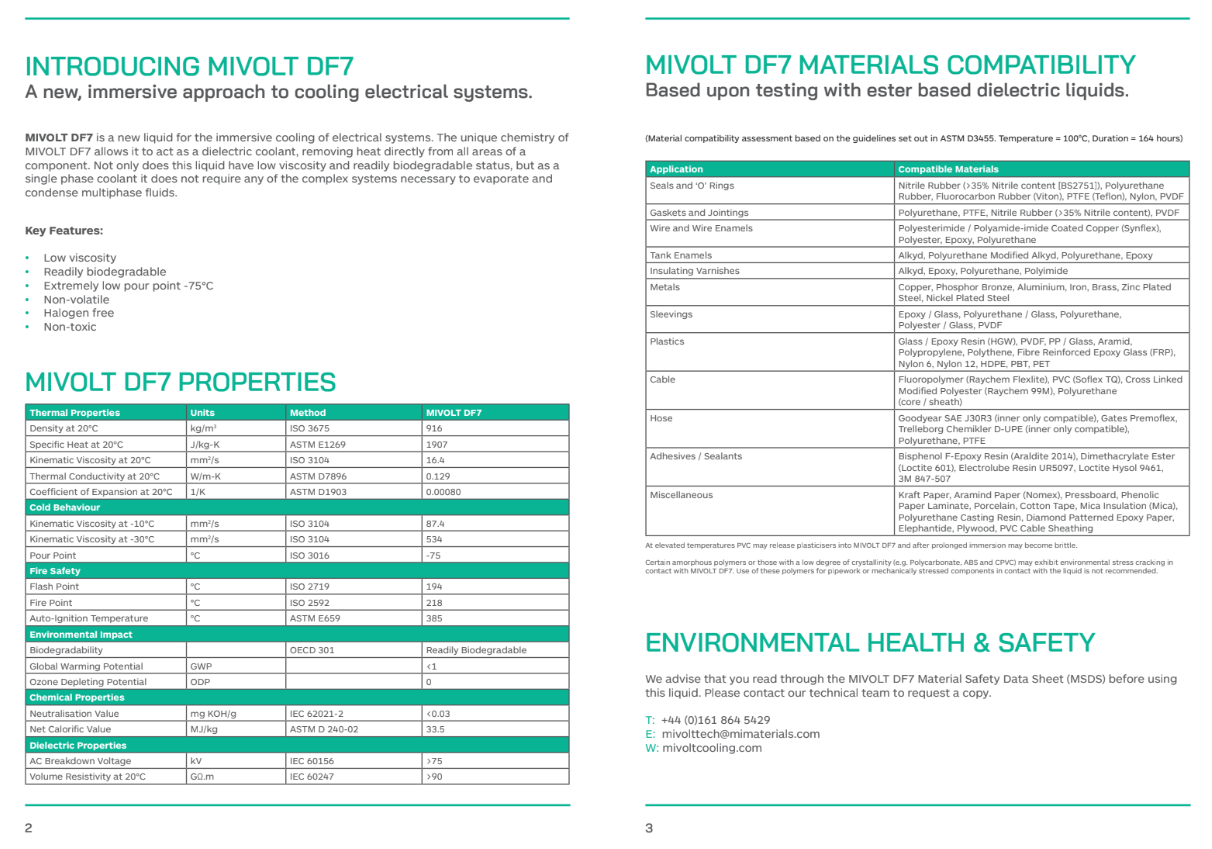 INTRODUCING MIVOLT DF7
A new, immersive approach to cooling electrical systems.
MIVOLT DF7 is a new liquid for the immersive cooling of electrical systems. The unique chemistry of
MIVOLT DF7 allows it to act as a dielectric coolant, removing heat directly from all areas of a
component. Not only does this liquid have low viscosity and readily biodegradable status, but as a
single phase coolant it does not require any of the complex systems necessary to evaporate and
condense multiphase fluids.
Key Features:
• Low viscosity
• Readily biodegradable
• Extremely low pour point -75°C
• Non-volatile
• Halogen free
• Non-toxic
MIVOLT DF7 PROPERTIES
Thermal Properties Units Method MIVOLT DF7
Density at 20°C kg/m³ ISO 3675 916
Specific Heat at 20°C J/kg-K ASTM E1269 1907
Kinematic Viscosity at 20°C mm²/s ISO 3104 16.4
Thermal Conductivity at 20°C W/m-K ASTM D7896 0.129
Coefficient of Expansion at 20°C 1/K ASTM D1903 0.00080
Cold Behaviour
Kinematic Viscosity at -10°C mm²/s ISO 3104 87.4
Kinematic Viscosity at -30°C mm²/s ISO 3104 534
Pour Point °C ISO 3016 -75
Fire Safety
Flash Point °C ISO 2719 194
Fire Point °C ISO 2592 218
Auto-Ignition Temperature °C ASTM E659 385
Environmental Impact
Biodegradability OECD 301 Readily Biodegradable
Global Warming Potential GWP <1
Ozone Depleting Potential ODP 0
Chemical Properties
Neutralisation Value mg KOH/g IEC 62021-2 <0.03
Net Calorific Value MJ/kg ASTM D 240-02 33.5
Dielectric Properties
AC Breakdown Voltage kV IEC 60156 >75
Volume Resistivity at 20°C GΩ.m IEC 60247 >90
2
MIVOLT DF7 MATERIALS COMPATIBILITY
Based upon testing with ester based dielectric liquids.
(Material compatibility assessment based on the guidelines set out in ASTM D3455. Temperature = 100°C, Duration = 164 hours)
Application Compatible Materials
Seals and 'O' Rings Nitrile Rubber (>35% Nitrile content [BS2751]), Polyurethane
Rubber, Fluorocarbon Rubber (Viton), PTFE (Teflon), Nylon, PVDF
Gaskets and Jointings Polyurethane, PTFE, Nitrile Rubber (>35% Nitrile content), PVDF
Wire and Wire Enamels Polyesterimide / Polyamide-imide Coated Copper (Synflex),
Polyester, Epoxy, Polyurethane
Tank Enamels Alkyd, Polyurethane Modified Alkyd, Polyurethane, Epoxy
Insulating Varnishes Alkyd, Epoxy, Polyurethane, Polyimide
Metals Copper, Phosphor Bronze, Aluminium, Iron, Brass, Zinc Plated
Steel, Nickel Plated Steel
Sleevings Epoxy / Glass, Polyurethane / Glass, Polyurethane,
Polyester / Glass, PVDF
Plastics Glass / Epoxy Resin (HGW), PVDF, PP / Glass, Aramid,
Polypropylene, Polythene, Fibre Reinforced Epoxy Glass (FRP),
Nylon 6, Nylon 12, HDPE, PBT, PET
Cable Fluoropolymer (Raychem Flexlite), PVC (Soflex TQ), Cross Linked
Modified Polyester (Raychem 99M), Polyurethane
(core / sheath)
Hose Goodyear SAE J30R3 (inner only compatible), Gates Premoflex,
Trelleborg Chemikler D-UPE (inner only compatible),
Polyurethane, PTFE
Adhesives / Sealants Bisphenol F-Epoxy Resin (Araldite 2014), Dimethacrylate Ester
(Loctite 601), Electrolube Resin UR5097, Loctite Hysol 9461,
3M 847-507
Miscellaneous Kraft Paper, Aramind Paper (Nomex), Pressboard, Phenolic
Paper Laminate, Porcelain, Cotton Tape, Mica Insulation (Mica),
Polyurethane Casting Resin, Diamond Patterned Epoxy Paper,
Elephantide, Plywood, PVC Cable Sheathing
At elevated temperatures PVC may release plasticisers into MIVOLT DF7 and after prolonged immersion may become brittle.
Certain amorphous polymers or those with a low degree of crystallinity (e.g. Polycarbonate, ABS and CPVC) may exhibit environmental stress cracking in
contact with MIVOLT DF7. Use of these polymers for pipework or mechanically stressed components in contact with the liquid is not recommended.
ENVIRONMENTAL HEALTH & SAFETY
We advise that you read through the MIVOLT DF7 Material Safety Data Sheet (MSDS) before using
this liquid. Please contact our technical team to request a copy.
T: +44 (0)161 864 5429
E: mivolttech@mimaterials.com
W: mivoltcooling.com
3